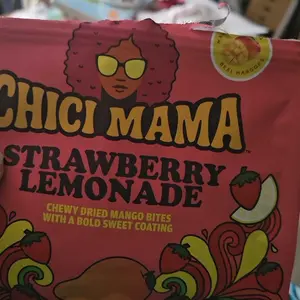 CHICI MAMA
STRAWBERRY
LEMONADE
CHEWY DRIED MANGO BITES
WITH A BOLD SWEET COATING